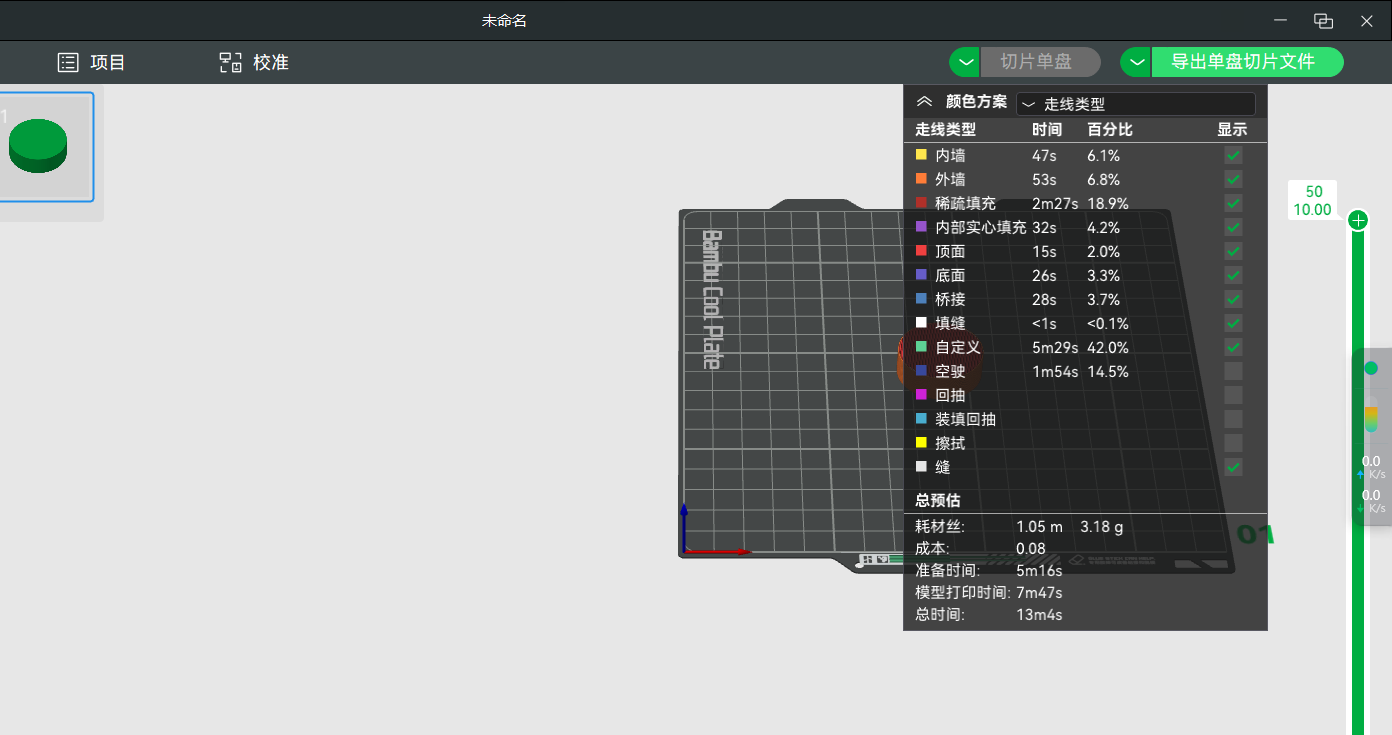 未命名
项目 校准 切片单盘 导出单盘切片文件
1
颜色方案 走线类型
走线类型 时间 百分比 显示
内墙 47s 6.1%
外墙 53s 6.8%
稀疏填充 2m27s 18.9%
内部实心填充 32s 4.2%
顶面 15s 2.0%
底面 26s 3.3%
桥接 28s 3.7%
填缝 <1s <0.1%
自定义 5m29s 42.0%
空驶 1m54s 14.5%
回抽
装填回抽
擦拭
缝
总预估
耗材丝: 1.05 m 3.18 g
成本: 0.08
准备时间: 5m16s
模型打印时间: 7m47s
总时间: 13m4s
Bambu Cool Plate
01
50
10.00
0.0
K/s
0.0
K/s